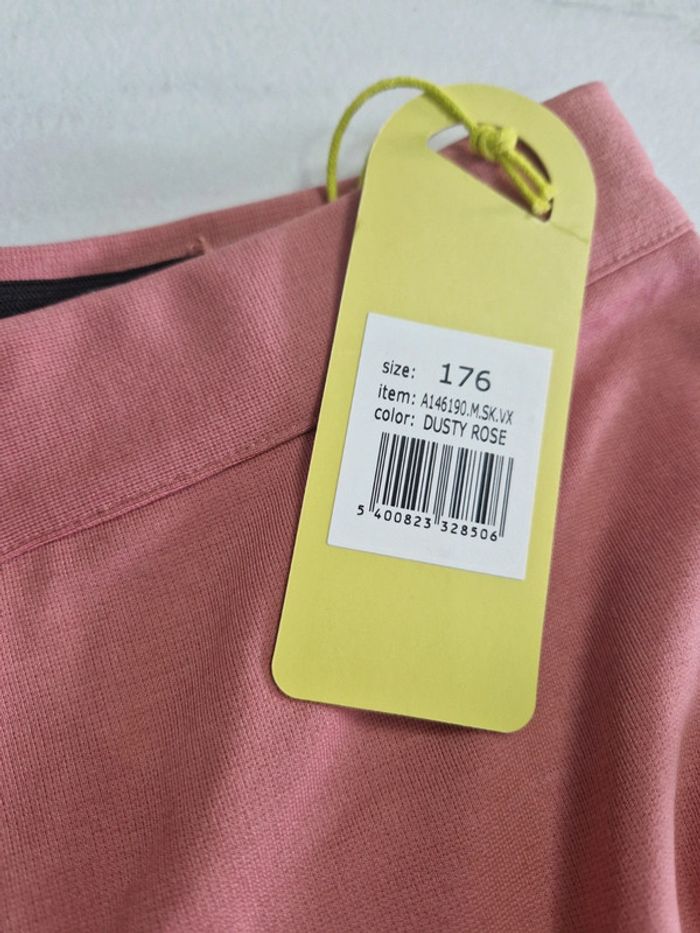 size: 176
item: A146190.M.SK.VX
color: DUSTY ROSE
5 400823 328506